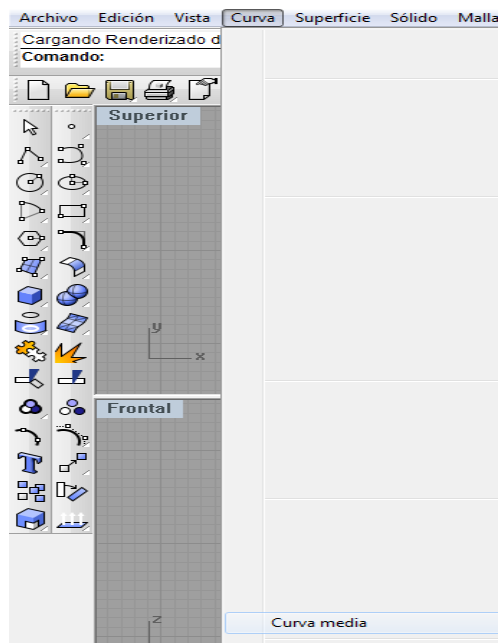 Archivo Edición Vista Curva Superficie Sólido Malla
Cargando Renderizado d
Comando:
Superior
y
x
Frontal
z
Curva media